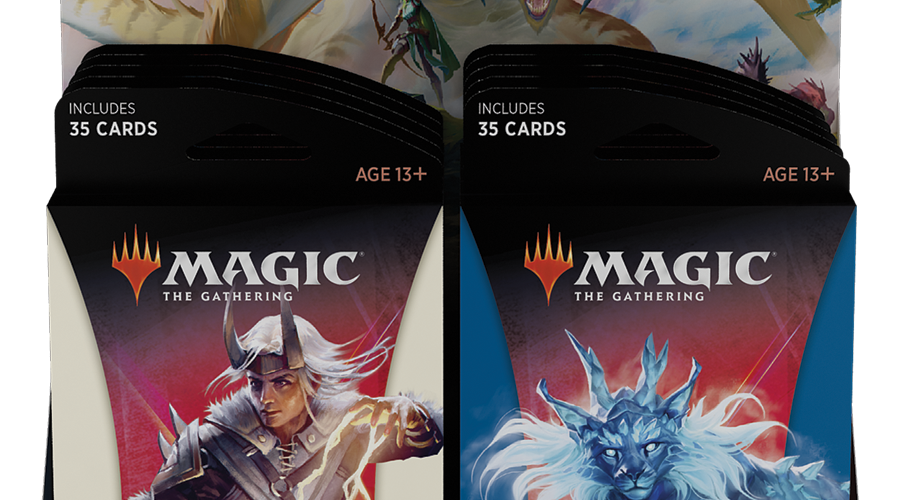 INCLUDES
35 CARDS
AGE 13+
MAGIC
THE GATHERING
INCLUDES
35 CARDS
AGE 13+
MAGIC
THE GATHERING